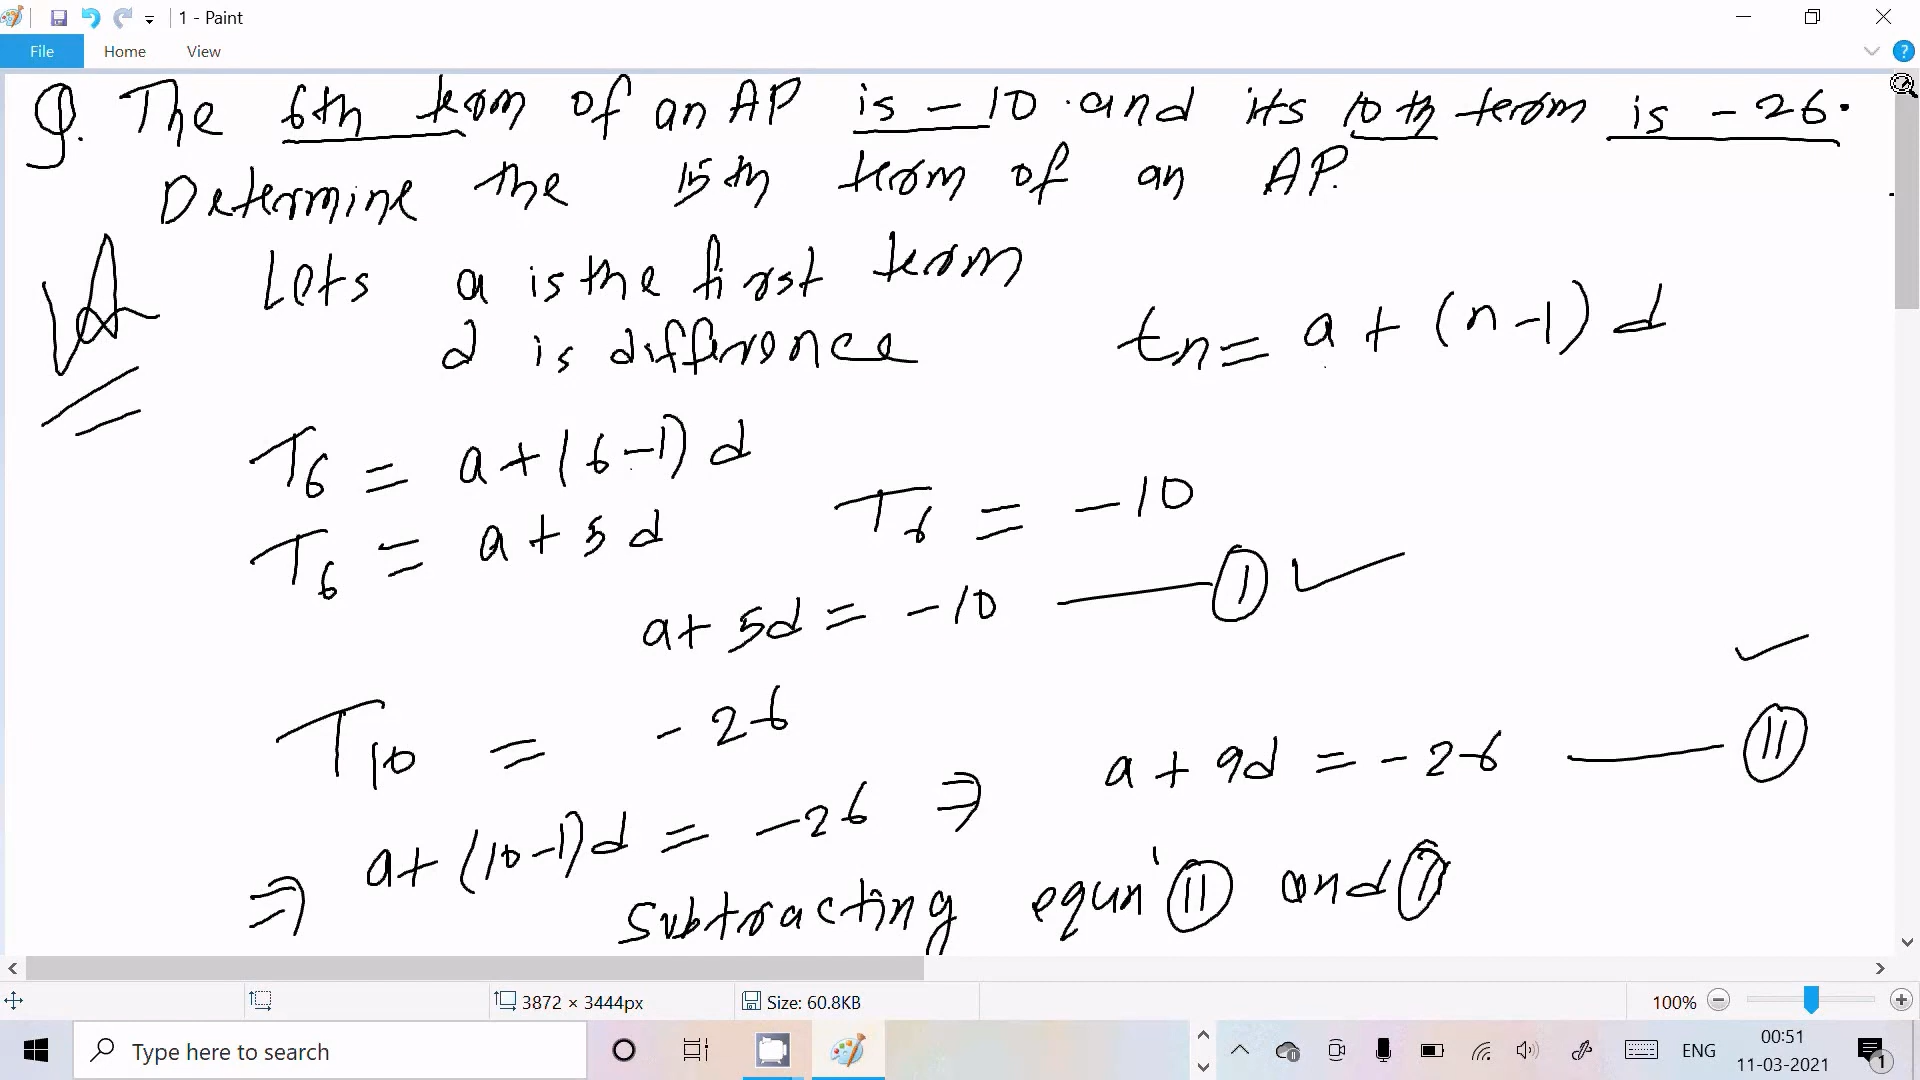 1 - Paint
File Home View
Q. The 6th term of an AP is -10 and its 10th term is -26.
Determine the 15th term of an AP.
Lets a is the first term
d is difference
tn = a + (n-1) d
T6 = a + (6-1) d
T6 = a + 5d
T6 = -10
a + 5d = -10 — I ✓
T10 = -26
⇒ a + (10-1)d = -26 ⇒ a + 9d = -26 — II ✓
Subtracting equn II and I
3872 × 3444px Size: 60.8KB 100%
Type here to search
ENG
00:51
11-03-2021
1